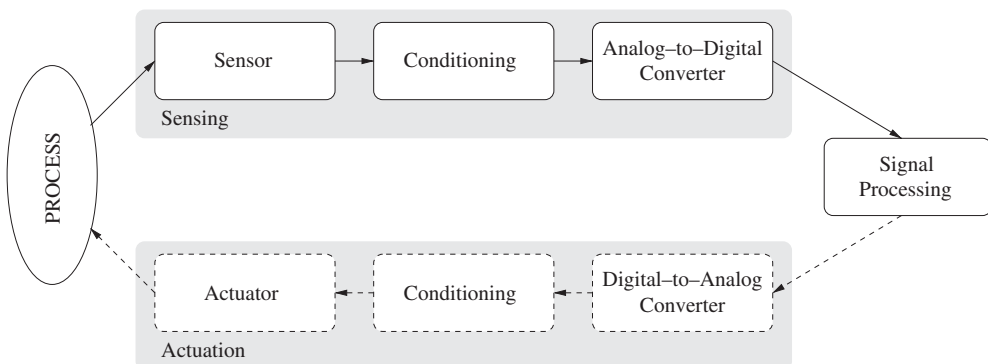 Sensor
Conditioning
Analog–to–Digital
Converter
Sensing
PROCESS
Signal
Processing
Actuator
Conditioning
Digital–to–Analog
Converter
Actuation